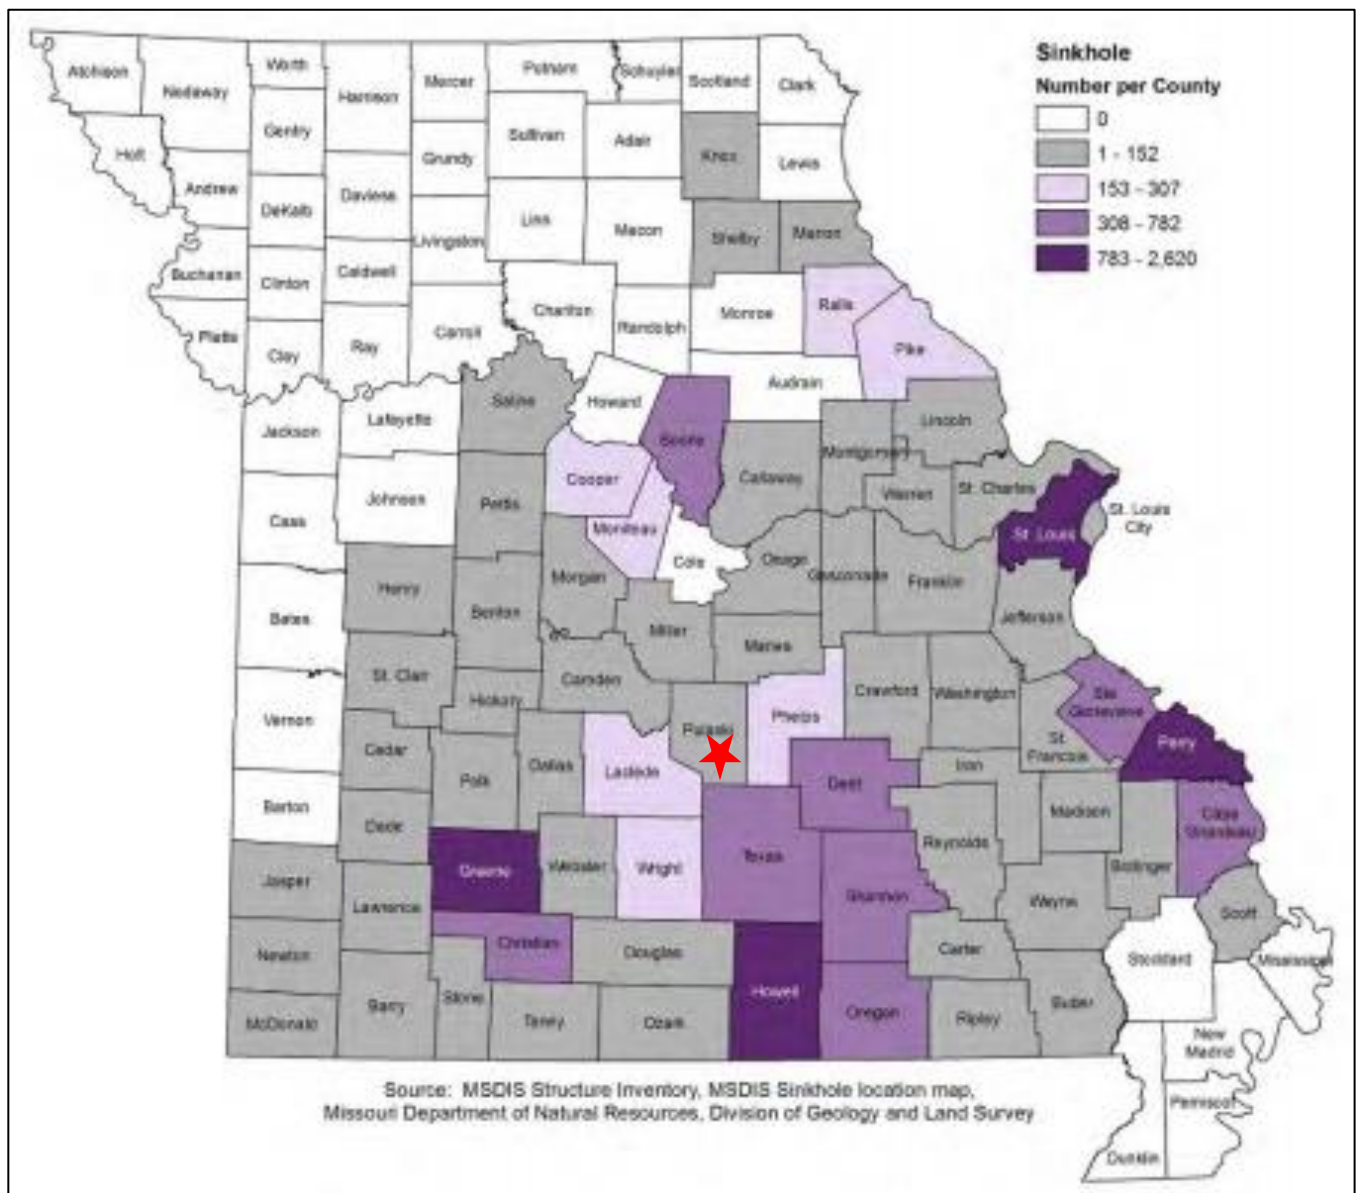 Sinkhole
Number per County
0
1 - 152
153 - 307
308 - 782
783 - 2,620
Atchison
Nodaway
Worth
Harrison
Mercer
Putnam
Schuyler
Scotland
Clark
Gentry
Sullivan
Adair
Knox
Lewis
Holt
Andrew
Grundy
DeKalb
Daviess
Linn
Macon
Shelby
Marion
Livingston
Buchanan
Clinton
Caldwell
Chariton
Randolph
Monroe
Ralls
Platte
Clay
Ray
Carroll
Pike
Audrain
Saline
Howard
Boone
Lafayette
Jackson
Lincoln
Callaway
Montgomery
Warren
St. Charles
St. Louis
City
St. Louis
Cooper
Johnson
Pettis
Cass
Moniteau
Cole
Osage
Gasconade
Franklin
Morgan
Henry
Benton
Bates
Miller
Maries
Jefferson
St. Clair
Camden
Hickory
Crawford
Washington
Ste
Genevieve
Vernon
Pulaski
Phelps
St.
Francois
Perry
Cedar
Polk
Dallas
Laclede
Dent
Iron
Barton
Dade
Madison
Cape
Girardeau
Reynolds
Texas
Greene
Webster
Wright
Bollinger
Jasper
Lawrence
Shannon
Wayne
Scott
Christian
Douglas
Carter
Stoddard
Mississippi
Newton
Barry
Stone
Howell
Oregon
Ripley
Butler
McDonald
Taney
Ozark
New
Madrid
Pemiscot
Dunklin
Source: MSDIS Structure Inventory, MSDIS Sinkhole location map,
Missouri Department of Natural Resources, Division of Geology and Land Survey